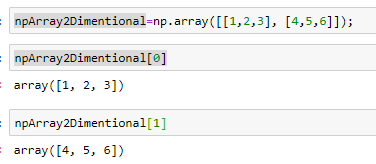 npArray2Dimentional=np.array([[1,2,3], [4,5,6]]);
npArray2Dimentional[0]
array([1, 2, 3])
npArray2Dimentional[1]
array([4, 5, 6])